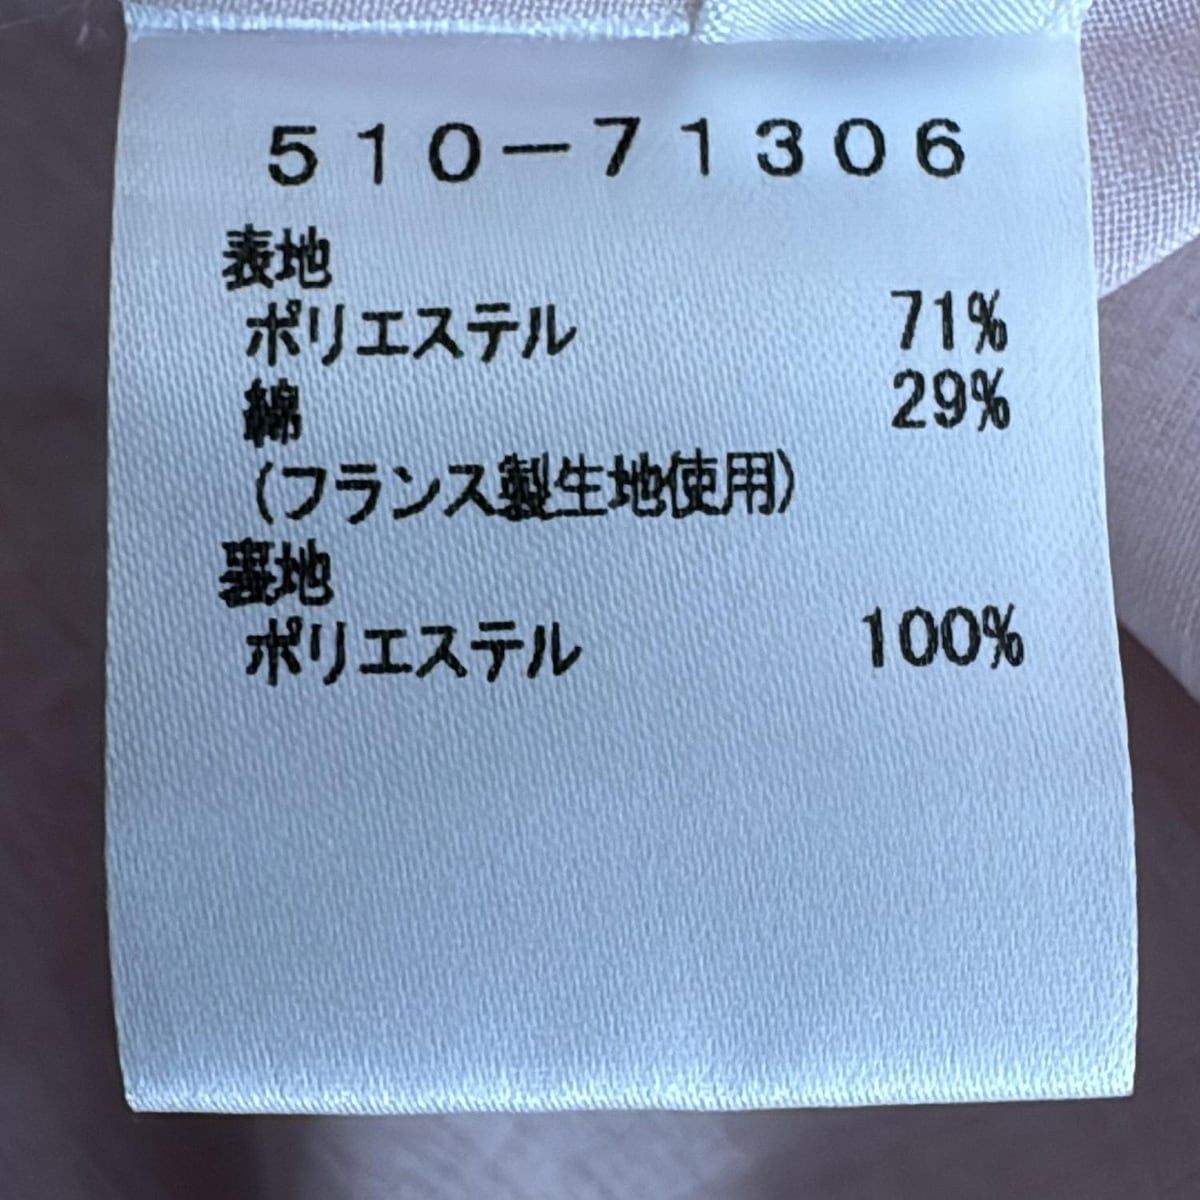 510-71306
表地
ポリエステル 71%
綿 29%
(フランス製生地使用)
裏地
ポリエステル 100%